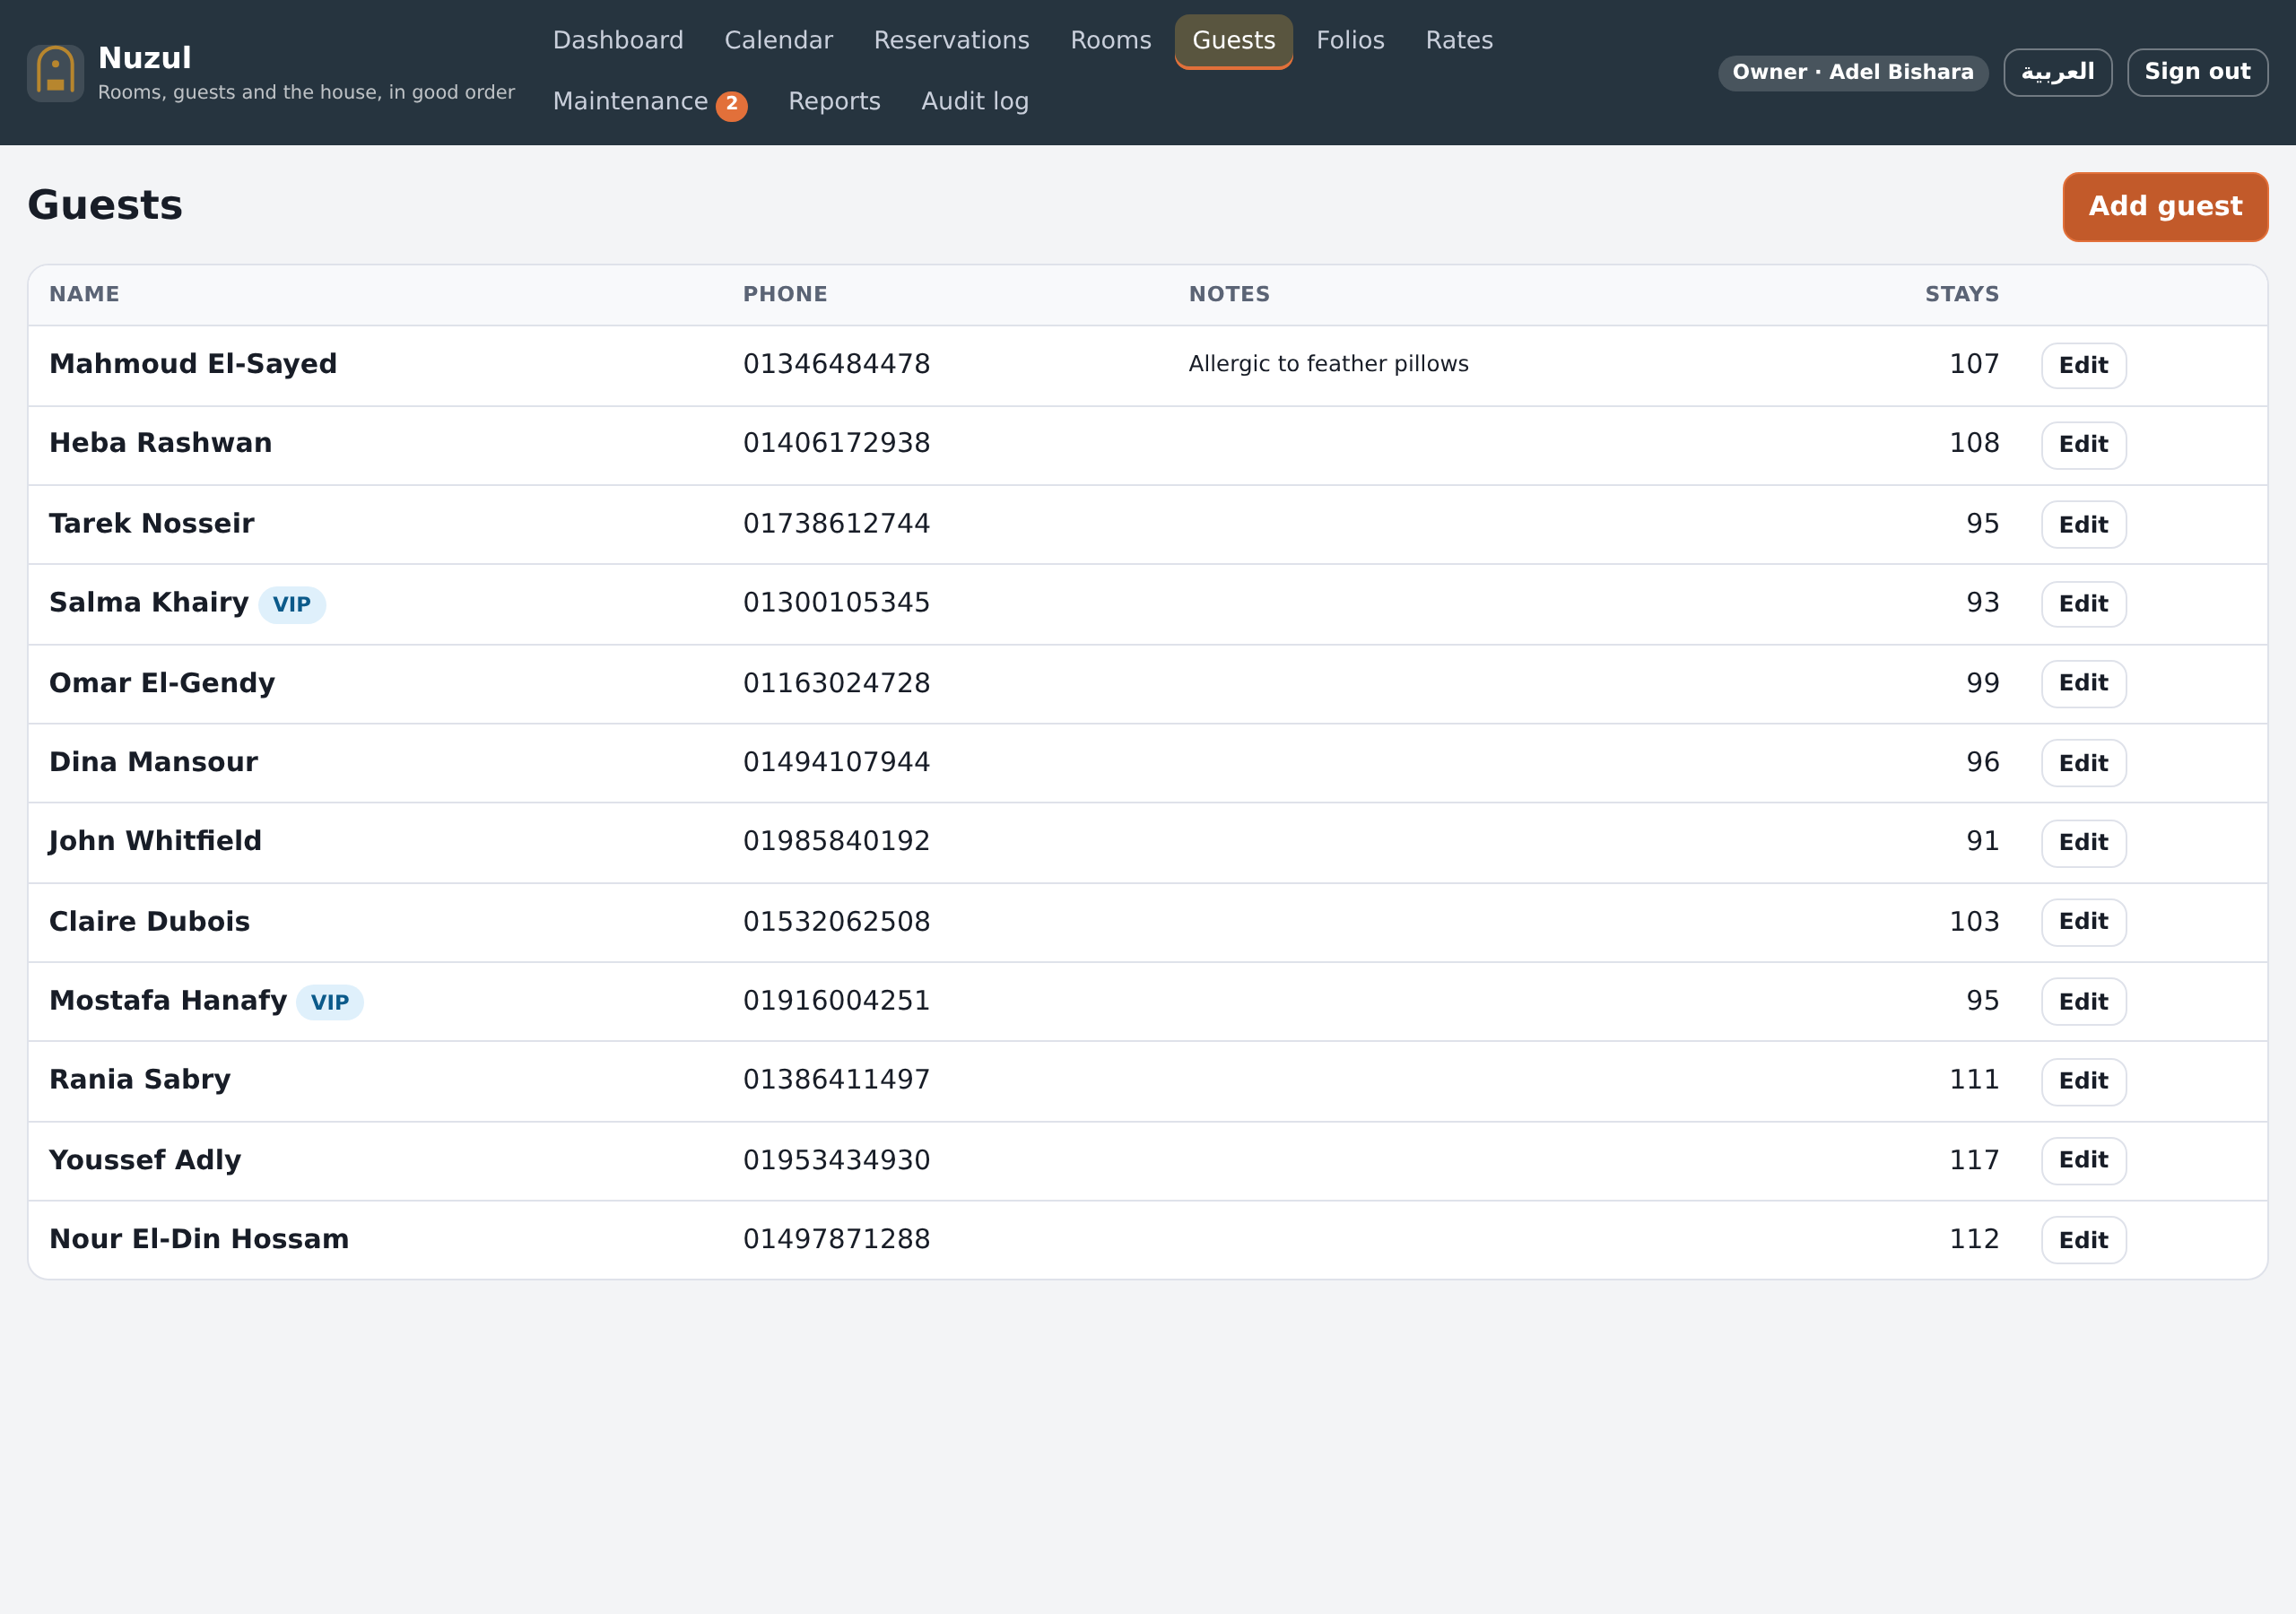 Nuzul
Rooms, guests and the house, in good order
Dashboard Calendar Reservations Rooms Guests Folios Rates
Maintenance 2 Reports Audit log
Owner · Adel Bishara العربية Sign out
Guests Add guest
NAME PHONE NOTES STAYS
Mahmoud El-Sayed 01346484478 Allergic to feather pillows 107 Edit
Heba Rashwan 01406172938 108 Edit
Tarek Nosseir 01738612744 95 Edit
Salma Khairy VIP 01300105345 93 Edit
Omar El-Gendy 01163024728 99 Edit
Dina Mansour 01494107944 96 Edit
John Whitfield 01985840192 91 Edit
Claire Dubois 01532062508 103 Edit
Mostafa Hanafy VIP 01916004251 95 Edit
Rania Sabry 01386411497 111 Edit
Youssef Adly 01953434930 117 Edit
Nour El-Din Hossam 01497871288 112 Edit